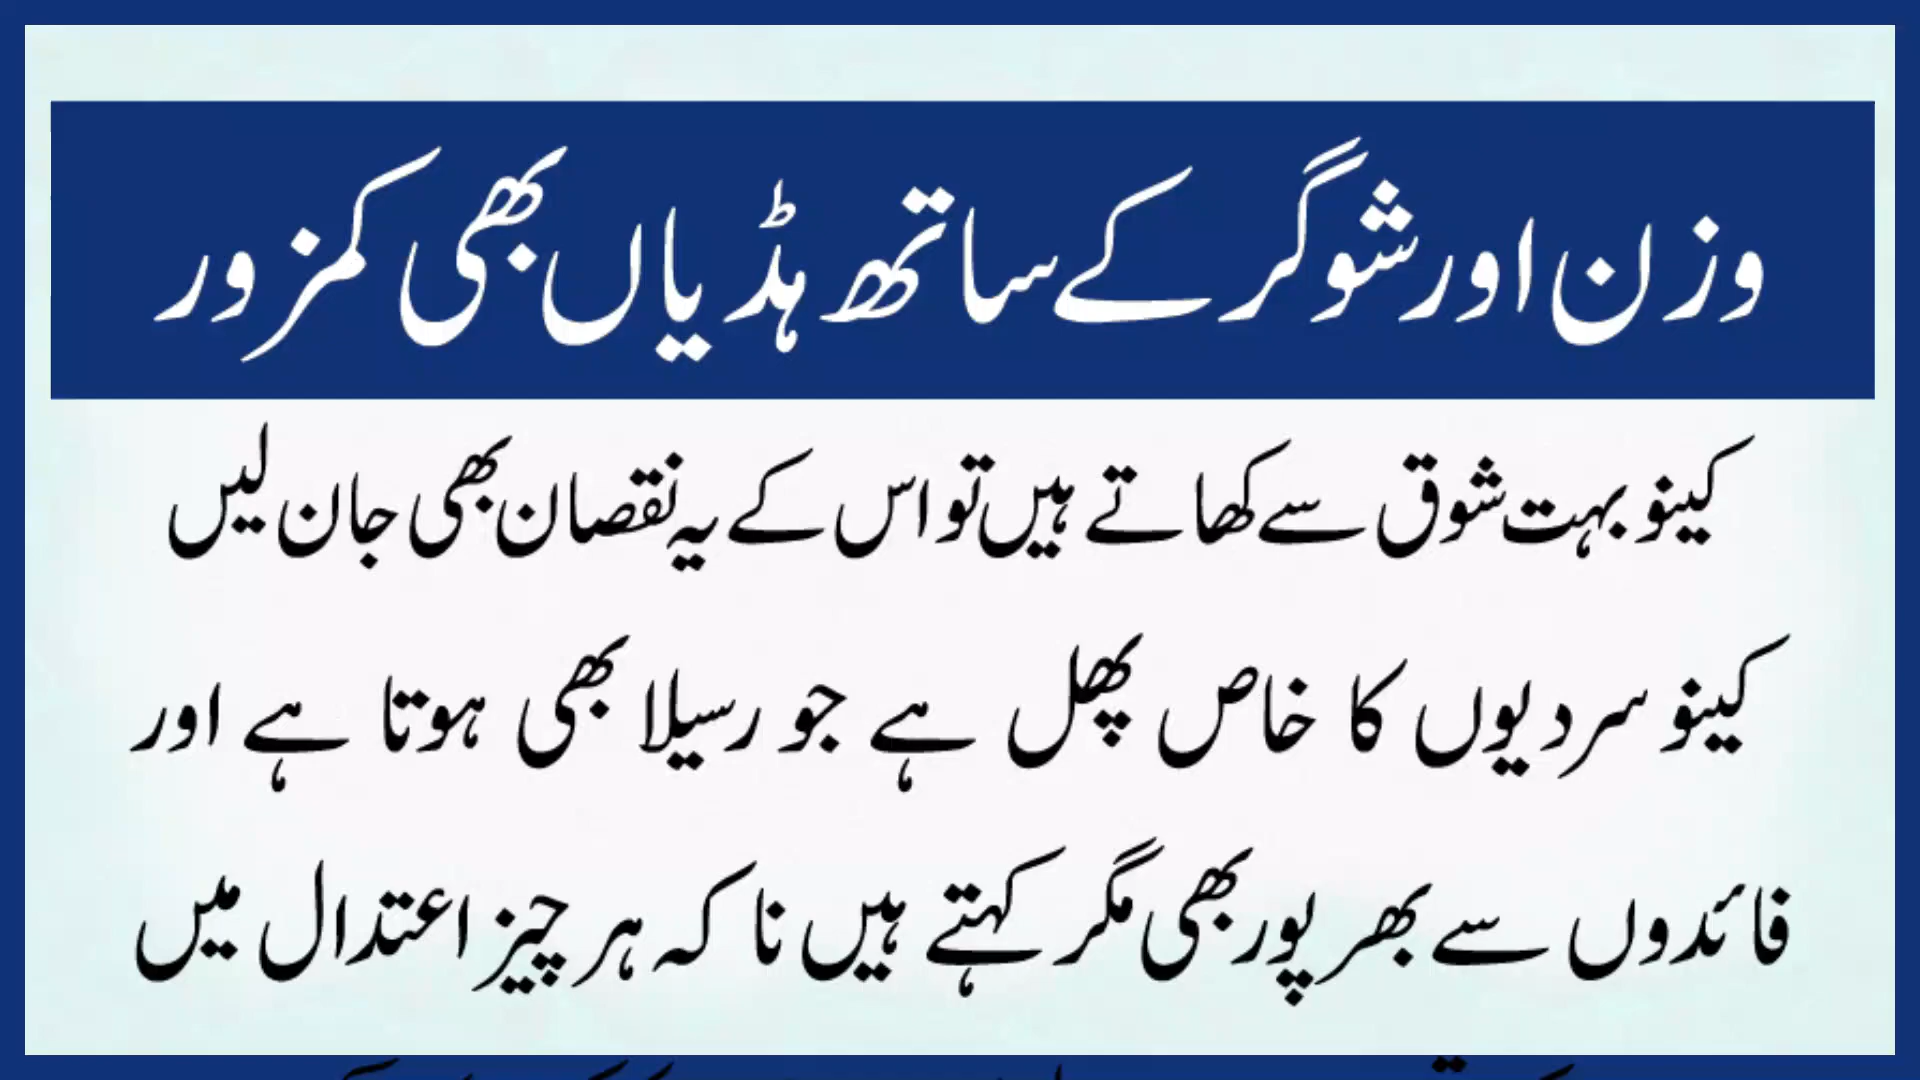 وزن اور شوگر کے ساتھ ہڈیاں بھی کمزور
کینو بہت شوق سے کھاتے ہیں تو اس کے یہ نقصان بھی جان لیں
کینو سردیوں کا خاص پھل ہے جو رسیلا بھی ہوتا ہے اور
فائدوں سے بھرپور بھی مگر کہتے ہیں نا کہ ہر چیز اعتدال میں